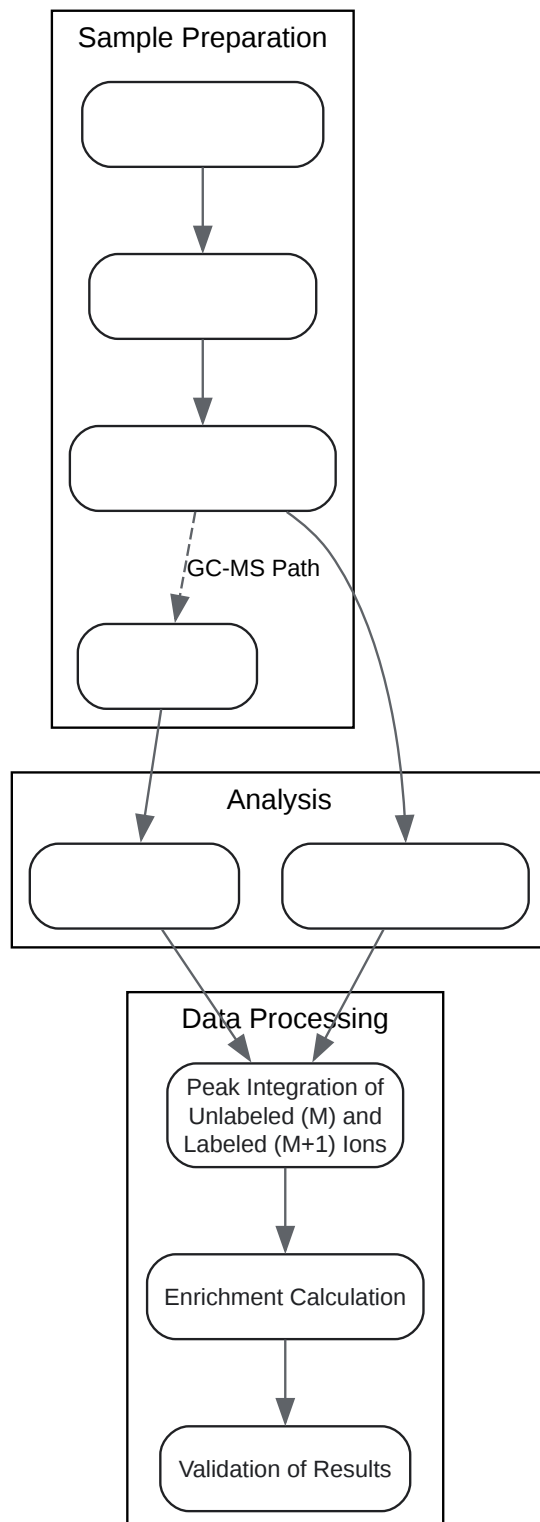 Sample Preparation
GC-MS Path
Analysis
Data Processing
Peak Integration of
Unlabeled (M) and
Labeled (M+1) Ions
Enrichment Calculation
Validation of Results